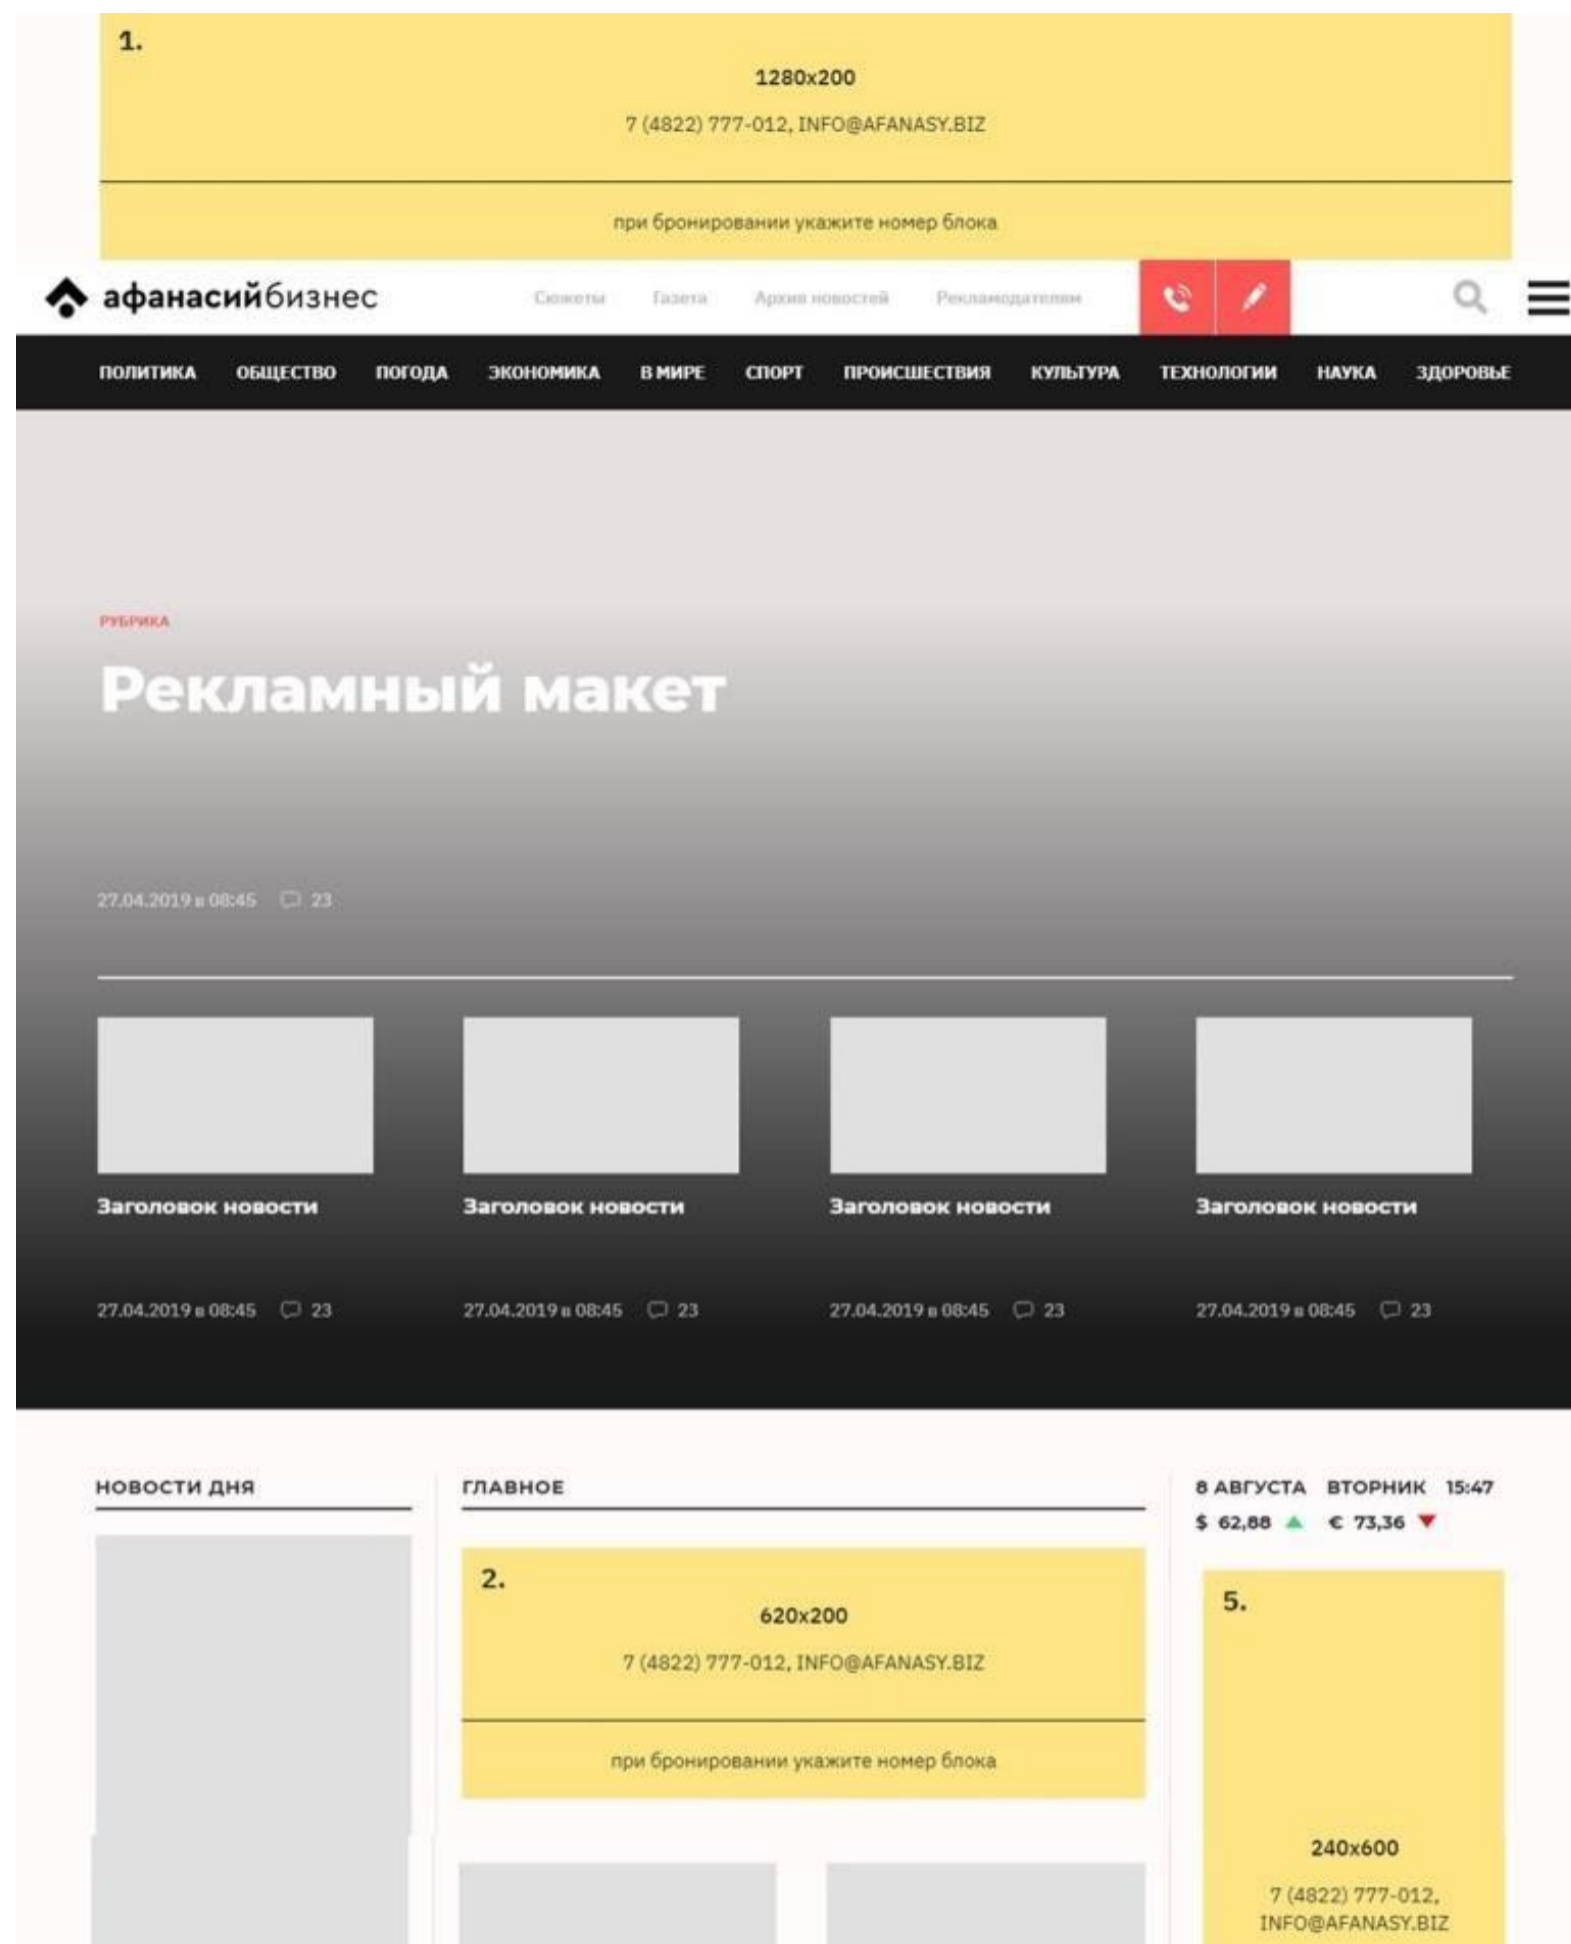 1.
1280x200
7 (4822) 777-012, INFO@AFANASY.BIZ
при бронировании укажите номер блока
афанасийбизнес
Сюжеты Газета Архив новостей Рекламодателям
ПОЛИТИКА ОБЩЕСТВО ПОГОДА ЭКОНОМИКА В МИРЕ СПОРТ ПРОИСШЕСТВИЯ КУЛЬТУРА ТЕХНОЛОГИИ НАУКА ЗДОРОВЬЕ
РУБРИКА
Рекламный макет
27.04.2019 в 08:45 23
Заголовок новости Заголовок новости Заголовок новости Заголовок новости
27.04.2019 в 08:45 23 27.04.2019 в 08:45 23 27.04.2019 в 08:45 23 27.04.2019 в 08:45 23
НОВОСТИ ДНЯ
ГЛАВНОЕ
2.
620x200
7 (4822) 777-012, INFO@AFANASY.BIZ
при бронировании укажите номер блока
8 АВГУСТА ВТОРНИК 15:47
$ 62,88 € 73,36
5.
240x600
7 (4822) 777-012,
INFO@AFANASY.BIZ